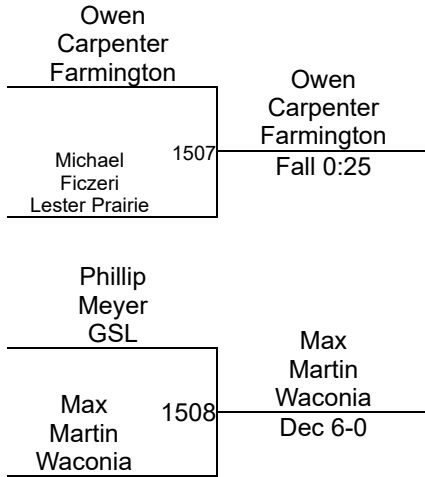 Owen
Carpenter
Farmington
Michael
Ficzeri
Lester Prairie
1507
Owen
Carpenter
Farmington
Fall 0:25
Phillip
Meyer
GSL
Max
Martin
Waconia
1508
Max
Martin
Waconia
Dec 6-0